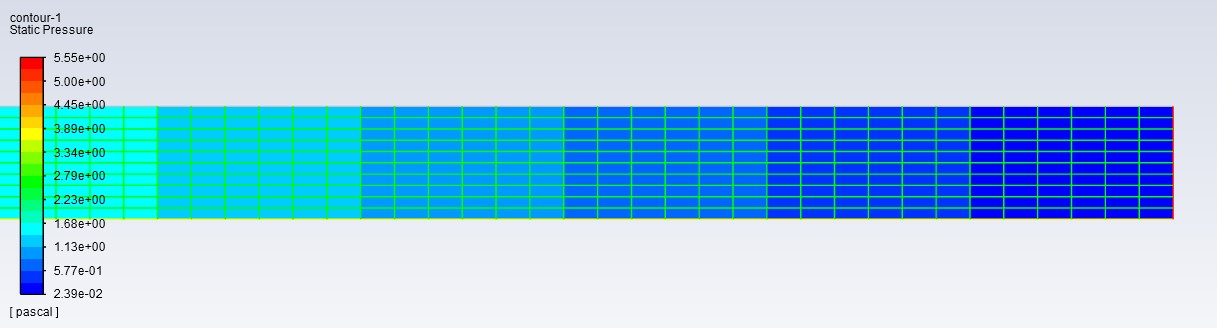 contour-1
Static Pressure
5.55e+00
5.00e+00
4.45e+00
3.89e+00
3.34e+00
2.79e+00
2.23e+00
1.68e+00
1.13e+00
5.77e-01
2.39e-02
[ pascal ]